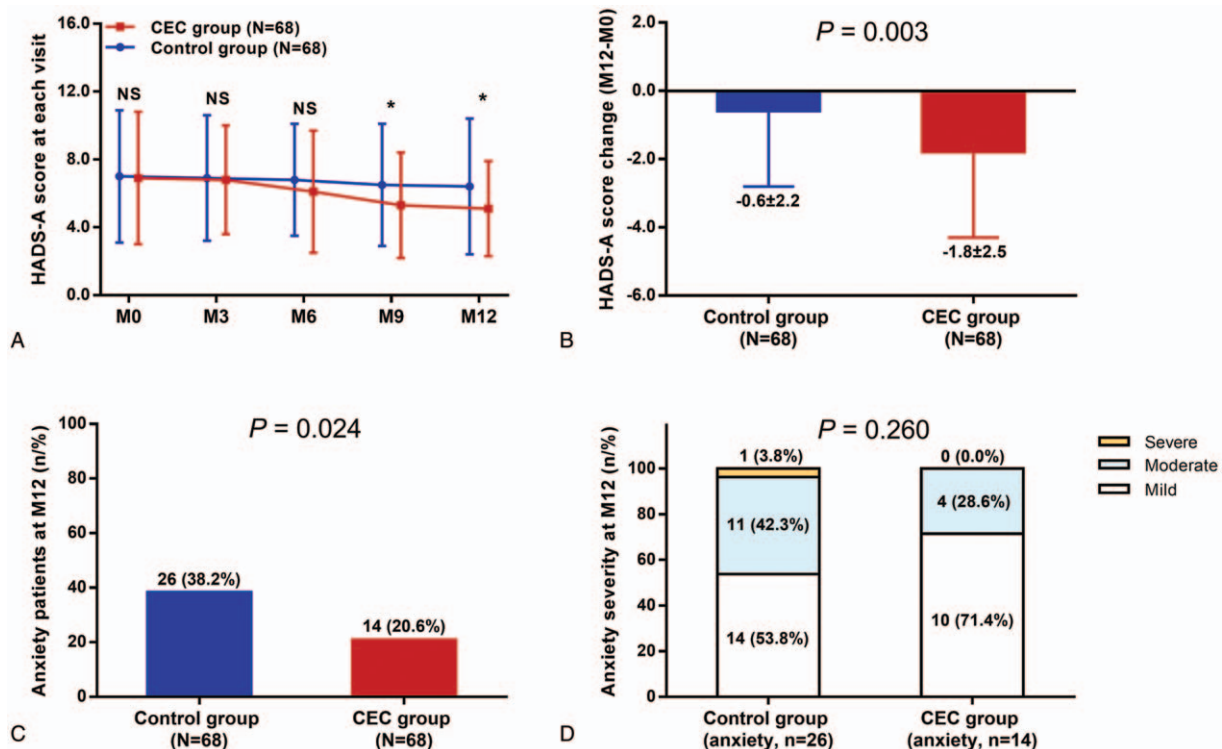 CEC group (N=68)
Control group (N=68)
HADS-A score at each visit
16.0
12.0
8.0
4.0
0.0
NS
NS
NS
*
*
M0
M3
M6
M9
M12
A
P = 0.003
HADS-A score change (M12-M0)
2.0
0.0
-2.0
-4.0
-6.0
-0.6±2.2
-1.8±2.5
Control group
(N=68)
CEC group
(N=68)
B
P = 0.024
Anxiety patients at M12 (n/%)
100
80
60
40
20
0
26 (38.2%)
14 (20.6%)
Control group
(N=68)
CEC group
(N=68)
C
P = 0.260
Anxiety severity at M12 (n/%)
100
80
60
40
20
0
1 (3.8%)
11 (42.3%)
14 (53.8%)
0 (0.0%)
4 (28.6%)
10 (71.4%)
Control group
(anxiety, n=26)
CEC group
(anxiety, n=14)
Severe
Moderate
Mild
D